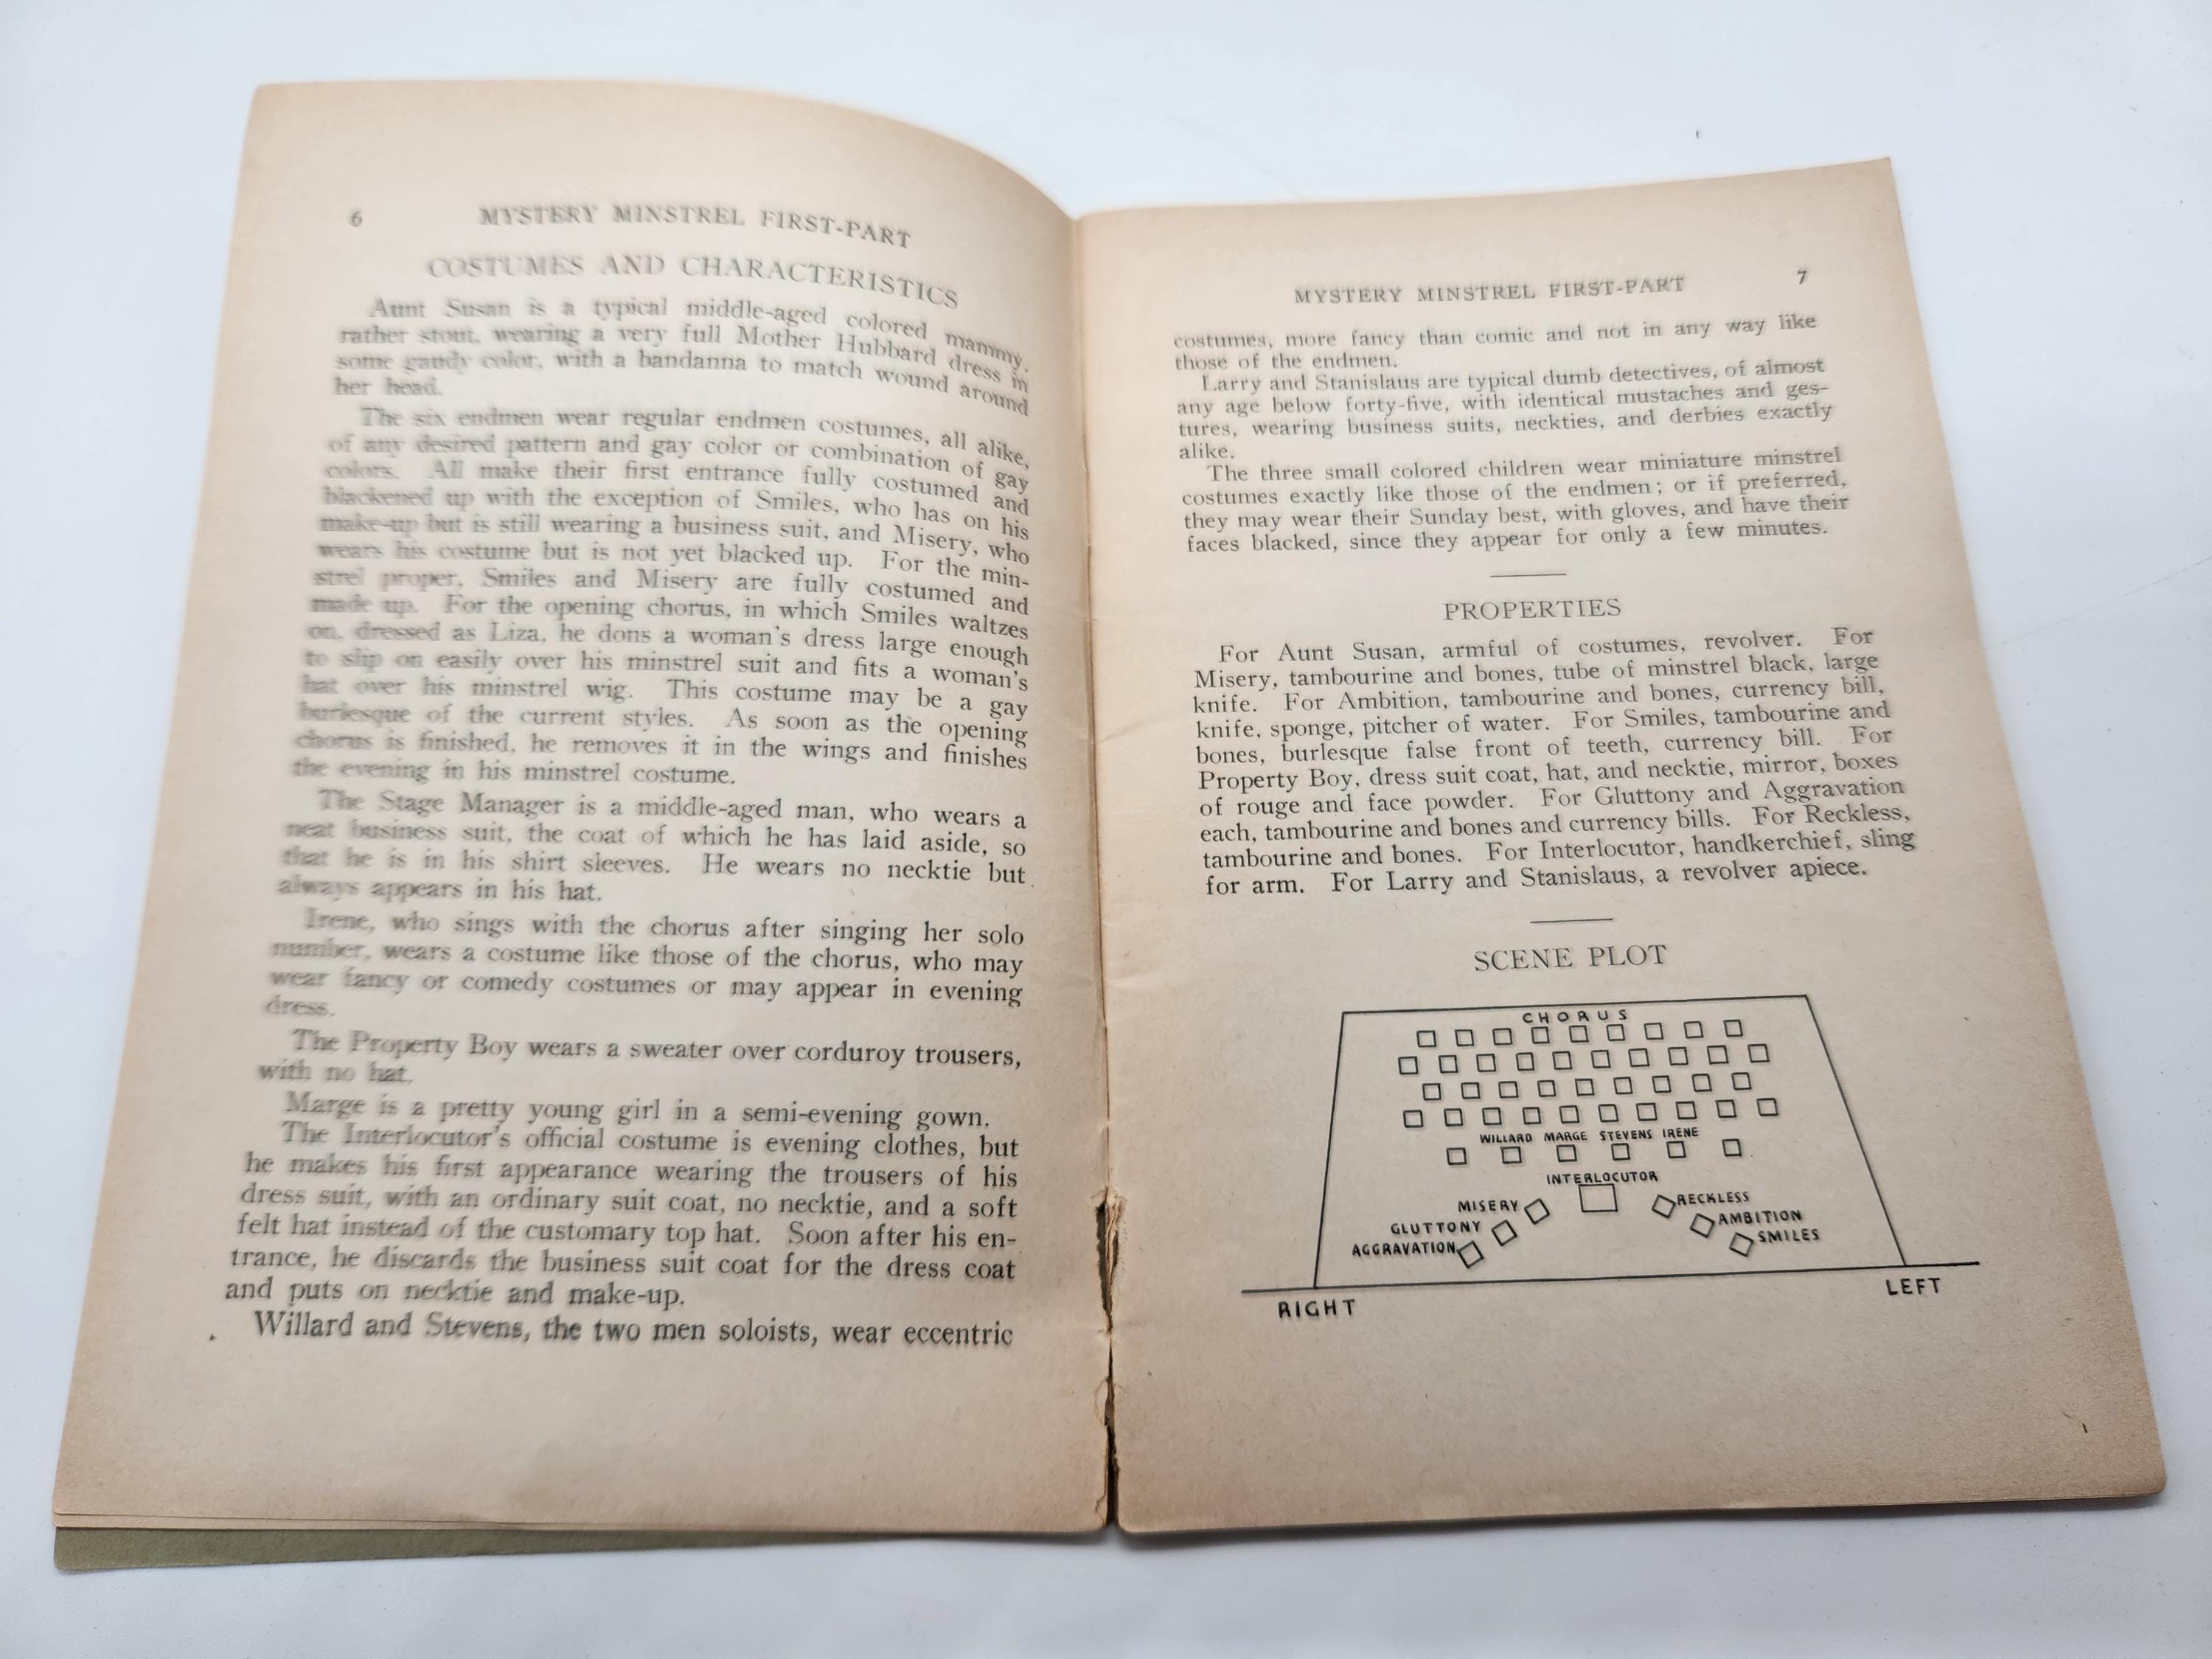 6 MYSTERY MINSTREL FIRST-PART
COSTUMES AND CHARACTERISTICS
Aunt Susan is a typical middle-aged colored mammy,
rather stout, wearing a very full Mother Hubbard dress in
some gaudy color, with a bandanna to match wound around
her head.
The six endmen wear regular endmen costumes, all alike,
of any desired pattern and gay color or combination of gay
colors. All make their first entrance fully costumed and
blackened up with the exception of Smiles, who has on his
make-up but is still wearing a business suit, and Misery, who
wears his costume but is not yet blacked up. For the min-
strel proper, Smiles and Misery are fully costumed and
made up. For the opening chorus, in which Smiles waltzes
on, dressed as Liza, he dons a woman's dress large enough
to slip on easily over his minstrel suit and fits a woman's
hat over his minstrel wig. This costume may be a gay
burlesque of the current styles. As soon as the opening
chorus is finished, he removes it in the wings and finishes
the evening in his minstrel costume.
The Stage Manager is a middle-aged man, who wears a
neat business suit, the coat of which he has laid aside, so
that he is in his shirt sleeves. He wears no necktie but
always appears in his hat.
Irene, who sings with the chorus after singing her solo
number, wears a costume like those of the chorus, who may
wear fancy or comedy costumes or may appear in evening
dress.
The Property Boy wears a sweater over corduroy trousers,
with no hat.
Marge is a pretty young girl in a semi-evening gown.
The Interlocutor's official costume is evening clothes, but
he makes his first appearance wearing the trousers of his
dress suit, with an ordinary suit coat, no necktie, and a soft
felt hat instead of the customary top hat. Soon after his en-
trance, he discards the business suit coat for the dress coat
and puts on necktie and make-up.
Willard and Stevens, the two men soloists, wear eccentric
MYSTERY MINSTREL FIRST-PART 7
costumes, more fancy than comic and not in any way like
those of the endmen.
Larry and Stanislaus are typical dumb detectives, of almost
any age below forty-five, with identical mustaches and ges-
tures, wearing business suits, neckties, and derbies exactly
alike.
The three small colored children wear miniature minstrel
costumes exactly like those of the endmen; or if preferred,
they may wear their Sunday best, with gloves, and have their
faces blacked, since they appear for only a few minutes.
PROPERTIES
For Aunt Susan, armful of costumes, revolver. For
Misery, tambourine and bones, tube of minstrel black, large
knife. For Ambition, tambourine and bones, currency bill,
knife, sponge, pitcher of water. For Smiles, tambourine and
bones, burlesque false front of teeth, currency bill. For
Property Boy, dress suit coat, hat, and necktie, mirror, boxes
of rouge and face powder. For Gluttony and Aggravation
each, tambourine and bones and currency bills. For Reckless,
tambourine and bones. For Interlocutor, handkerchief, sling
for arm. For Larry and Stanislaus, a revolver apiece.
SCENE PLOT
CHORUS
WILLARD MARGE STEVENS IRENE
INTERLOCUTOR
MISERY RECKLESS
GLUTTONY AMBITION
AGGRAVATION SMILES
RIGHT LEFT